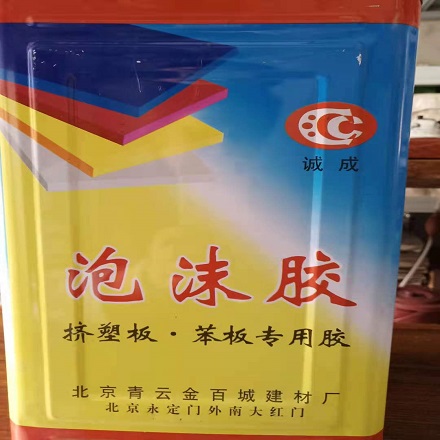 诚成
泡沫胶
挤塑板·苯板专用胶
北京青云金百城建材厂
北京永定门外南大红门